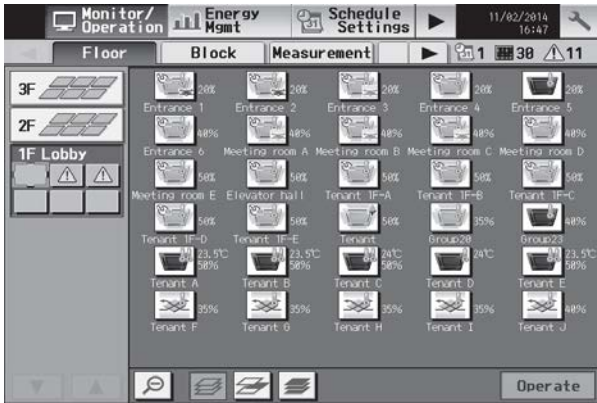 Monitor/ Operation Energy Mgmt Schedule Settings 11/02/2014 16:47
Floor Block Measurement 1 30 11
3F
2F
1F Lobby
20% 20% 20% 20% 20%
Entrance 1 Entrance 2 Entrance 3 Entrance 4 Entrance 5
40% 40% 40% 40% 40%
Entrance 6 Meeting room A Meeting room B Meeting room C Meeting room D
50% 50% 50% 50% 50%
Meeting room E Elevator hall Tenant 1F-A Tenant 1F-B Tenant 1F-C
50% 50% 50% 35% 40%
Tenant 1F-D Tenant 1F-E Tenant Group20 Group23
23.5℃ 23.5℃ 24℃ 24℃ 23.5℃
50% 50% 50% 50%
Tenant A Tenant B Tenant C Tenant D Tenant E
35% 35% 35% 35% 40%
Tenant F Tenant G Tenant H Tenant I Tenant J
Operate